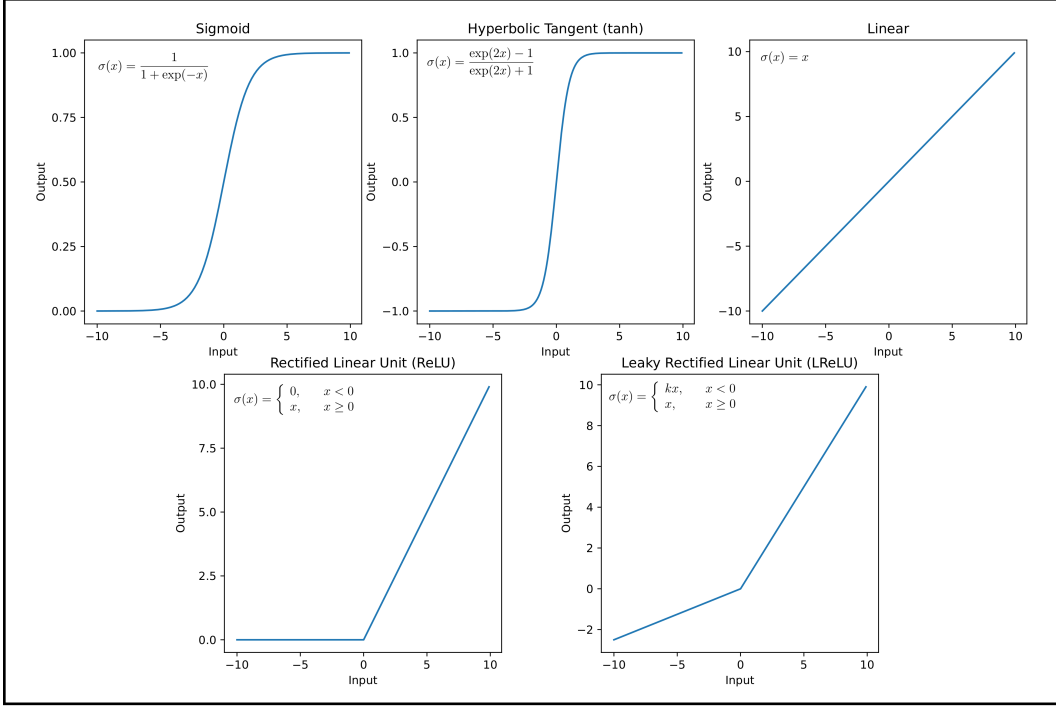 Sigmoid
σ(x) = 1 / (1 + exp(−x))
1.00
0.75
0.50
0.25
0.00
Output
−10 −5 0 5 10
Input
Hyperbolic Tangent (tanh)
σ(x) = (exp(2x) − 1) / (exp(2x) + 1)
1.0
0.5
0.0
−0.5
−1.0
Output
−10 −5 0 5 10
Input
Linear
σ(x) = x
10
5
0
−5
−10
Output
−10 −5 0 5 10
Input
Rectified Linear Unit (ReLU)
σ(x) = { 0, x < 0
x, x ≥ 0
10.0
7.5
5.0
2.5
0.0
Output
−10 −5 0 5 10
Input
Leaky Rectified Linear Unit (LReLU)
σ(x) = { kx, x < 0
x, x ≥ 0
10
8
6
4
2
0
−2
Output
−10 −5 0 5 10
Input